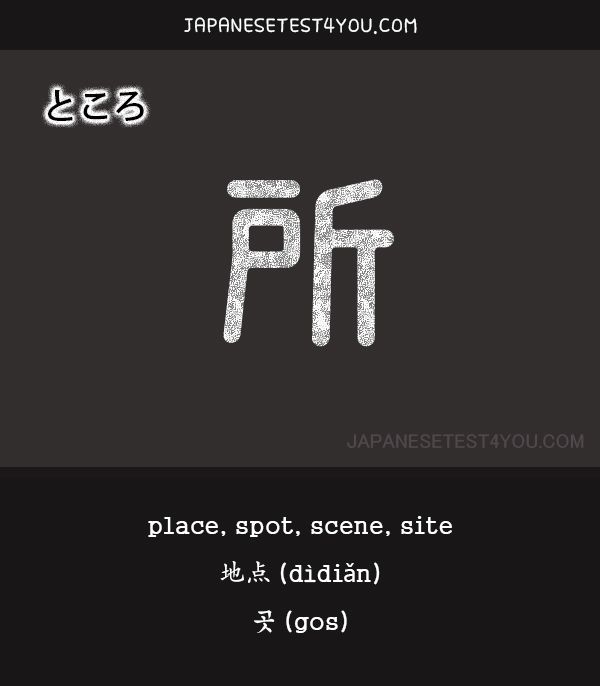 JAPANESETEST4YOU.COM
ところ
所
JAPANESETEST4YOU.COM
place, spot, scene, site
地点 (dìdiǎn)
곳 (gos)